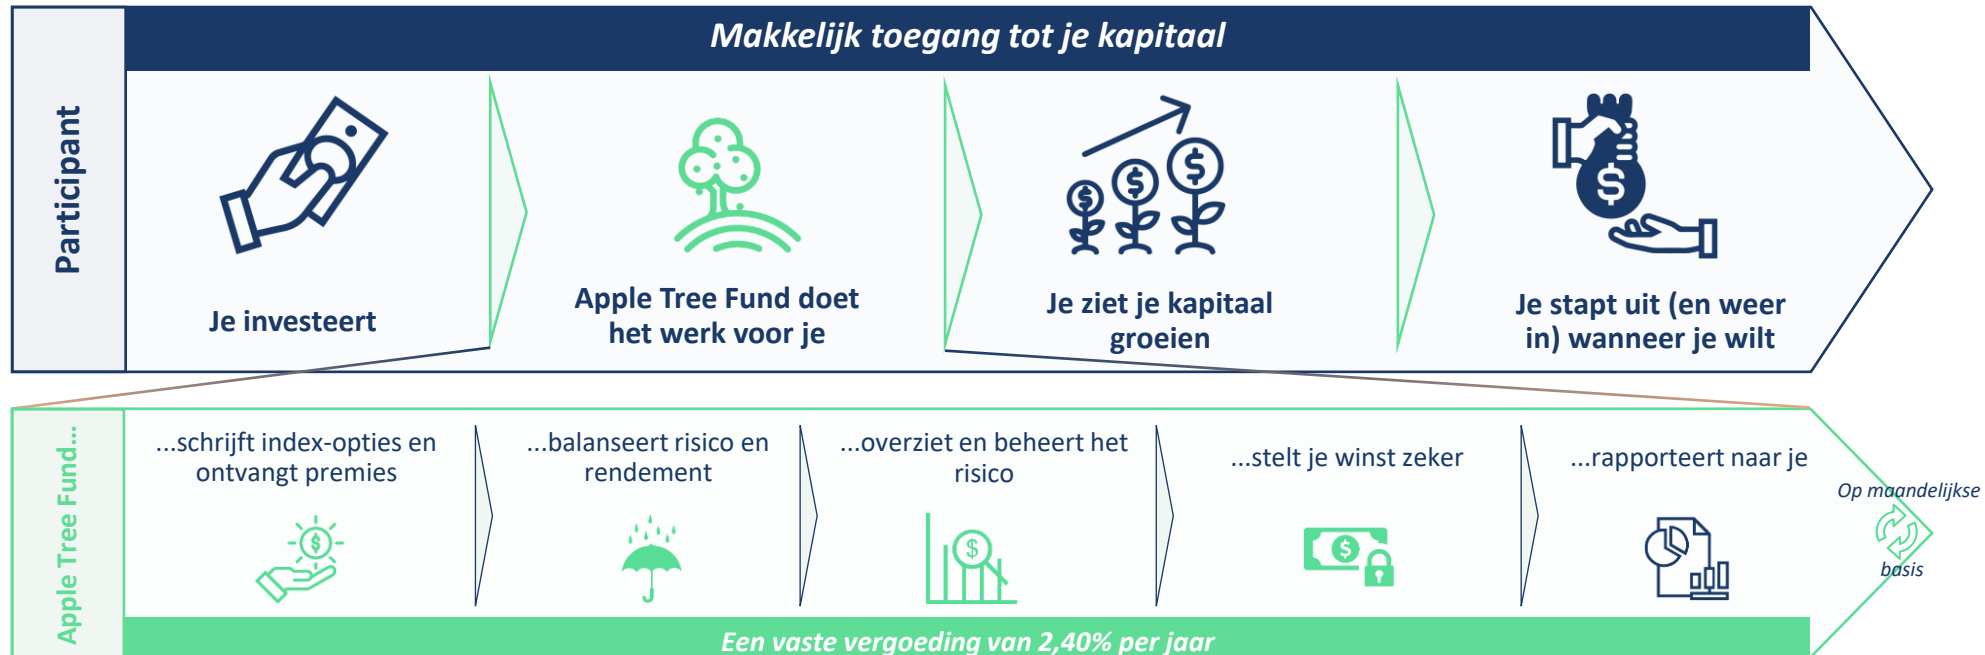 Makkelijk toegang tot je kapitaal
Participant
Je investeert
Apple Tree Fund doet
het werk voor je
Je ziet je kapitaal
groeien
Je stapt uit (en weer
in) wanneer je wilt
Apple Tree Fund...
...schrijft index-opties en
ontvangt premies
...balanseert risico en
rendement
...overziet en beheert het
risico
...stelt je winst zeker
...rapporteert naar je
Op maandelijkse
basis
Een vaste vergoeding van 2,40% per jaar